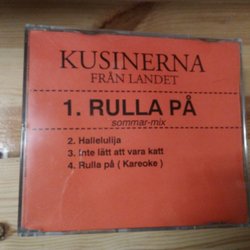 KUSINERNA
FRÅN LANDET
1. RULLA PÅ
sommar-mix
2. Hallelulija
3. Inte lätt att vara katt
4. Rulla på ( Kareoke )